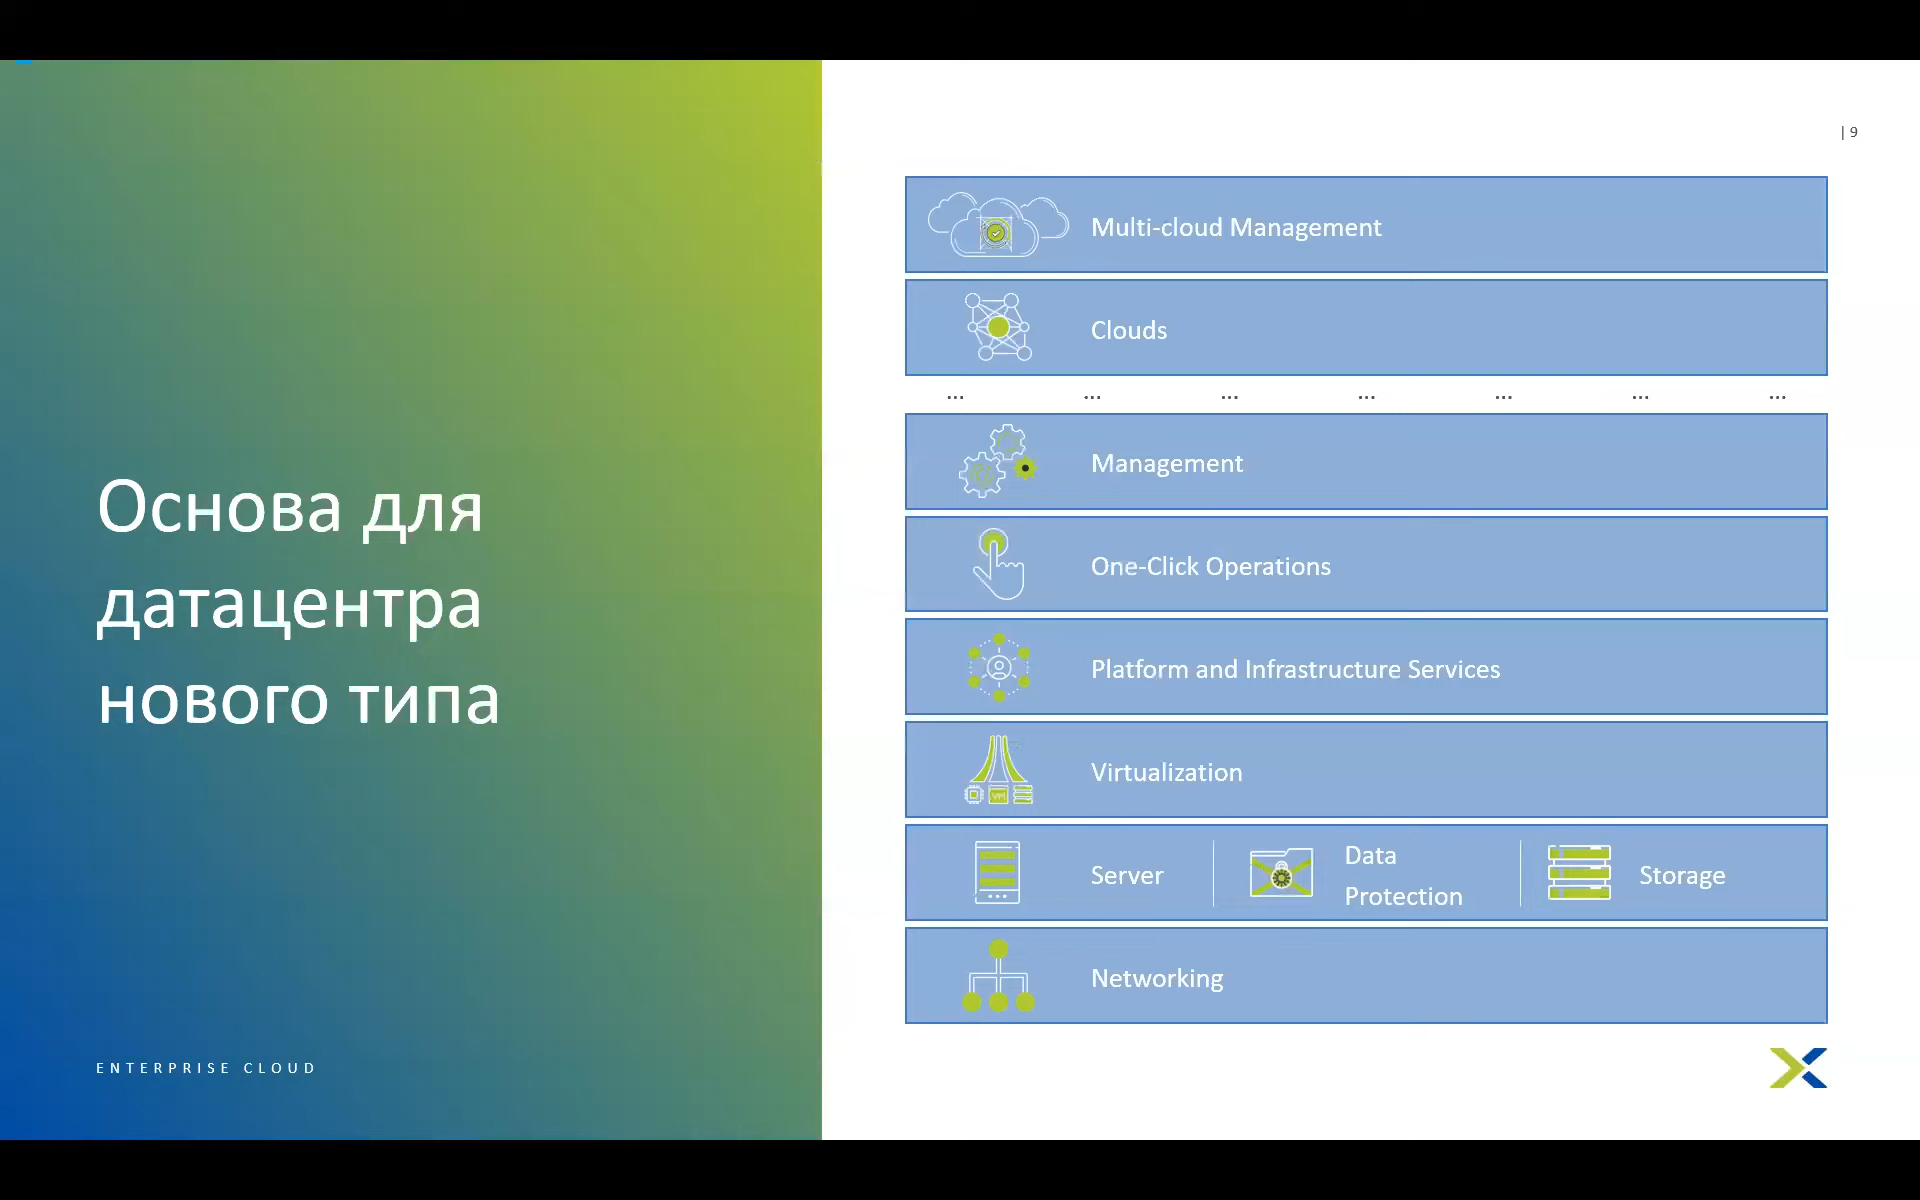 | 9
Основа для
датацентра
нового типа
ENTERPRISE CLOUD
Multi-cloud Management
Clouds
... ... ... ... ... ... ...
Management
One-Click Operations
Platform and Infrastructure Services
Virtualization
VM
Server
Data
Protection
Storage
Networking